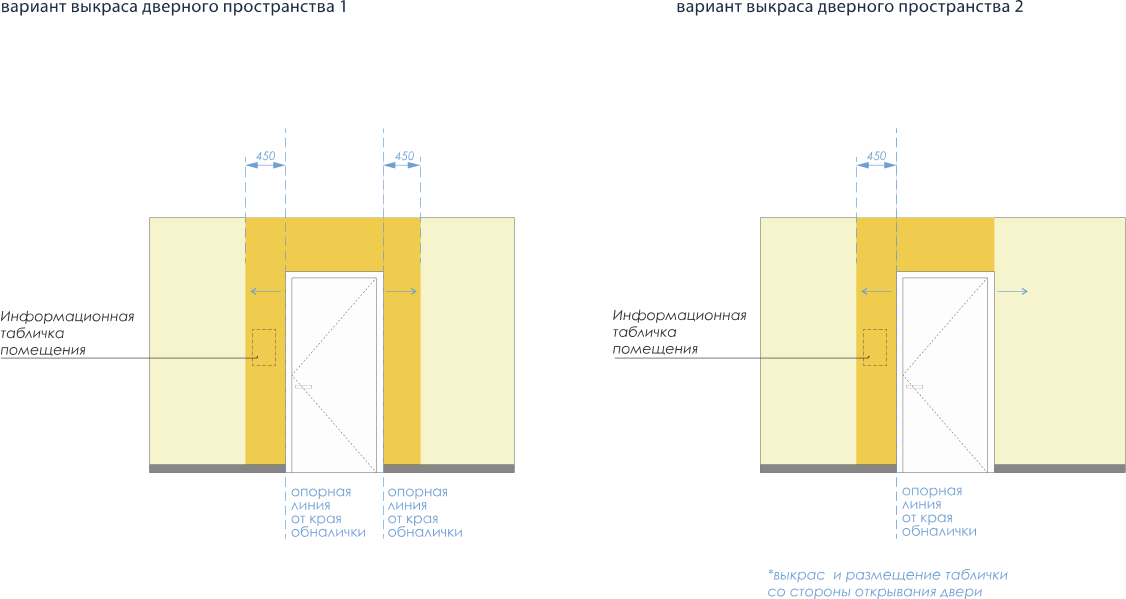 вариант выкраса дверного пространства 1
450
450
Информационная
табличка
помещения
опорная
линия
от края
обналички
опорная
линия
от края
обналички
вариант выкраса дверного пространства 2
450
Информационная
табличка
помещения
опорная
линия
от края
обналички
*выкрас и размещение таблички
со стороны открывания двери